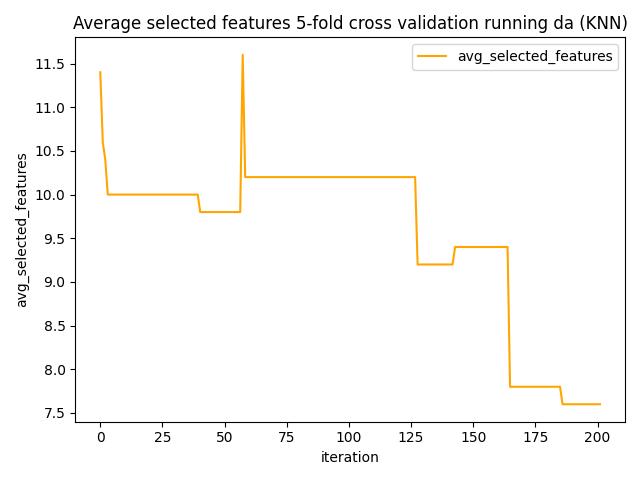 Average selected features 5-fold cross validation running da (KNN)
avg_selected_features
11.5
11.0
10.5
10.0
9.5
9.0
8.5
8.0
7.5
avg_selected_features
0 25 50 75 100 125 150 175 200
iteration